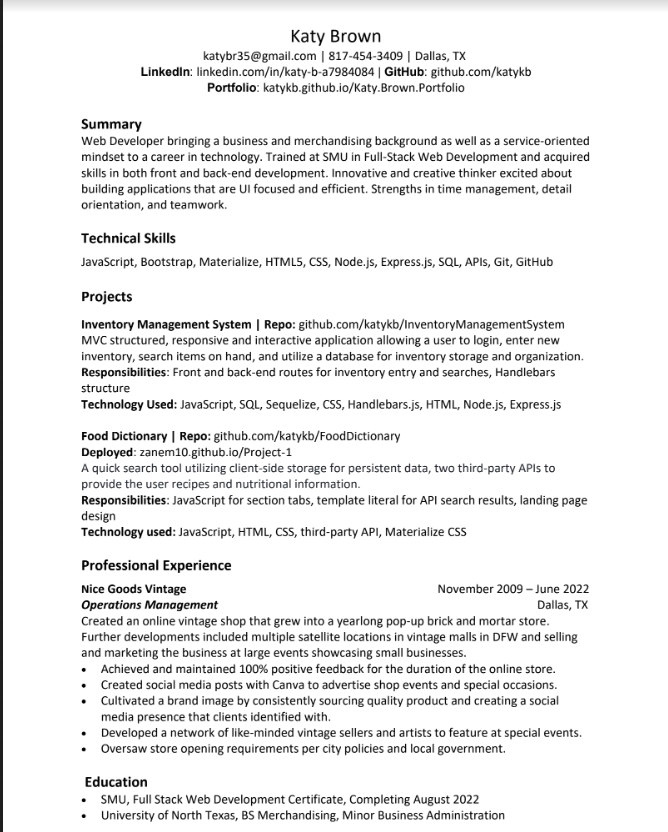 Katy Brown
katybr35@gmail.com | 817-454-3409 | Dallas, TX
LinkedIn: linkedin.com/in/katy-b-a7984084 | GitHub: github.com/katykb
Portfolio: katykb.github.io/Katy.Brown.Portfolio
Summary
Web Developer bringing a business and merchandising background as well as a service-oriented
mindset to a career in technology. Trained at SMU in Full-Stack Web Development and acquired
skills in both front and back-end development. Innovative and creative thinker excited about
building applications that are UI focused and efficient. Strengths in time management, detail
orientation, and teamwork.
Technical Skills
JavaScript, Bootstrap, Materialize, HTML5, CSS, Node.js, Express.js, SQL, APIs, Git, GitHub
Projects
Inventory Management System | Repo: github.com/katykb/InventoryManagementSystem
MVC structured, responsive and interactive application allowing a user to login, enter new
inventory, search items on hand, and utilize a database for inventory storage and organization.
Responsibilities: Front and back-end routes for inventory entry and searches, Handlebars
structure
Technology Used: JavaScript, SQL, Sequelize, CSS, Handlebars.js, HTML, Node.js, Express.js
Food Dictionary | Repo: github.com/katykb/FoodDictionary
Deployed: zanem10.github.io/Project-1
A quick search tool utilizing client-side storage for persistent data, two third-party APIs to
provide the user recipes and nutritional information.
Responsibilities: JavaScript for section tabs, template literal for API search results, landing page
design
Technology used: JavaScript, HTML, CSS, third-party API, Materialize CSS
Professional Experience
Nice Goods Vintage November 2009 – June 2022
Operations Management Dallas, TX
Created an online vintage shop that grew into a yearlong pop-up brick and mortar store.
Further developments included multiple satellite locations in vintage malls in DFW and selling
and marketing the business at large events showcasing small businesses.
• Achieved and maintained 100% positive feedback for the duration of the online store.
• Created social media posts with Canva to advertise shop events and special occasions.
• Cultivated a brand image by consistently sourcing quality product and creating a social
media presence that clients identified with.
• Developed a network of like-minded vintage sellers and artists to feature at special events.
• Oversaw store opening requirements per city policies and local government.
Education
• SMU, Full Stack Web Development Certificate, Completing August 2022
• University of North Texas, BS Merchandising, Minor Business Administration